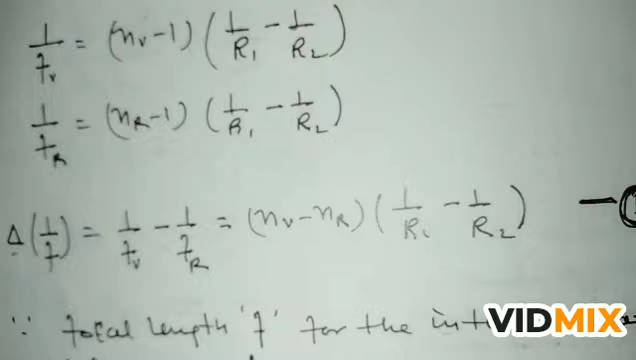 1/f_v = (n_v - 1) (1/R_1 - 1/R_2)
1/f_R = (n_R - 1) (1/R_1 - 1/R_2)
Δ(1/f) = 1/f_v - 1/f_R = (n_v - n_R) (1/R_1 - 1/R_2) —
∵ focal length 'f' for the
VIDMIX